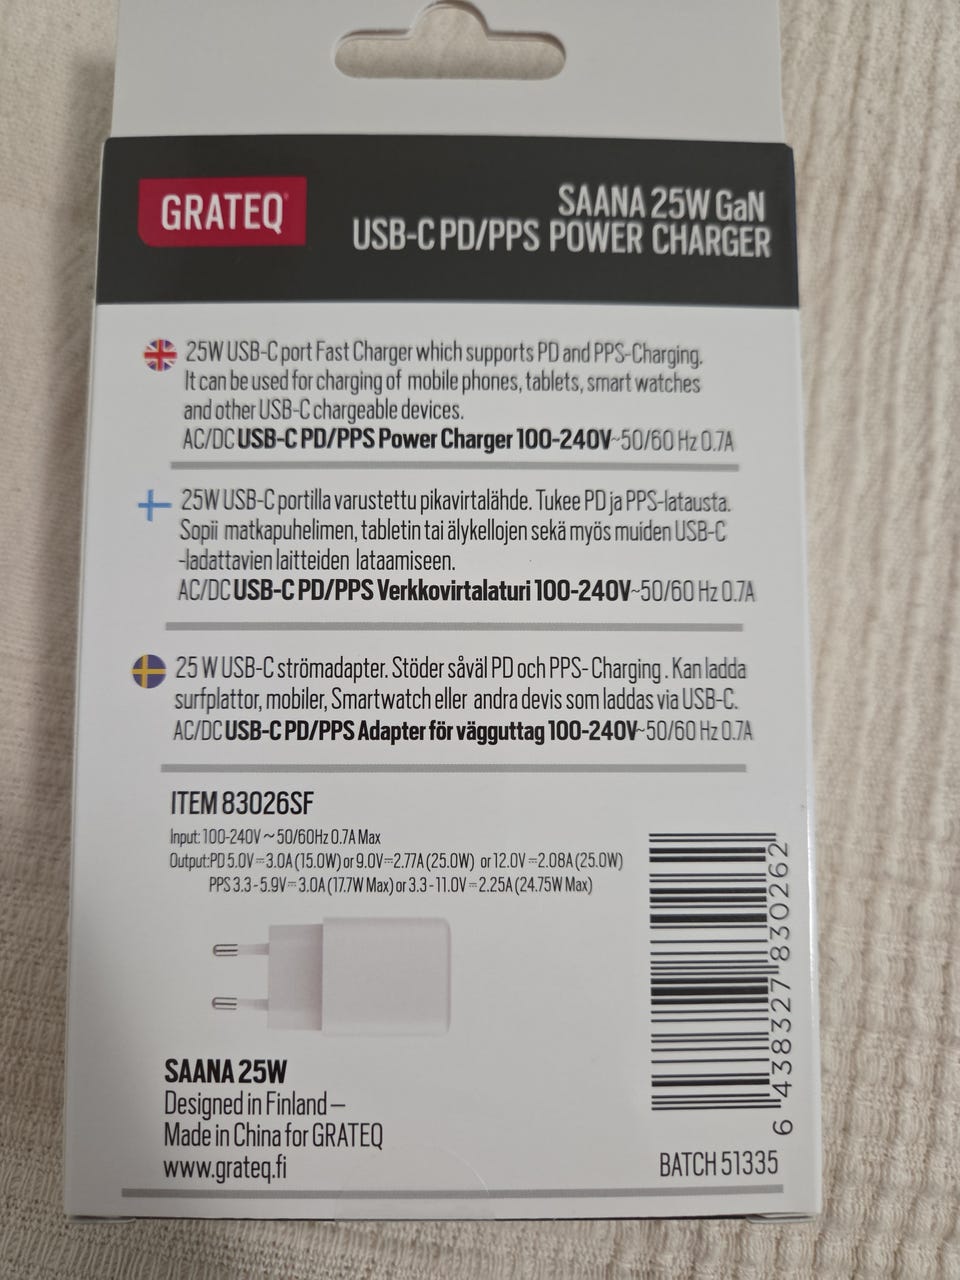 GRATEQ
SAANA 25W GaN
USB-C PD/PPS POWER CHARGER
25W USB-C port Fast Charger which supports PD and PPS-Charging.
It can be used for charging of mobile phones, tablets, smart watches
and other USB-C chargeable devices.
AC/DC USB-C PD/PPS Power Charger 100-240V~50/60 Hz 0.7A
25W USB-C portilla varustettu pikavirtalähde. Tukee PD ja PPS-latausta.
Sopii matkapuhelimen, tabletin tai älykellojen sekä myös muiden USB-C
-ladattavien laitteiden lataamiseen.
AC/DC USB-C PD/PPS Verkkovirtalaturi 100-240V~50/60 Hz 0.7A
25 W USB-C strömadapter. Stöder såväl PD och PPS- Charging. Kan ladda
surfplattor, mobiler, Smartwatch eller andra devis som laddas via USB-C.
AC/DC USB-C PD/PPS Adapter för vägguttag 100-240V~50/60 Hz 0.7A
ITEM 83026SF
Input: 100-240V ~ 50/60Hz 0.7A Max
Output:PD 5.0V⎓3.0A (15.0W) or 9.0V⎓2.77A (25.0W) or 12.0V⎓2.08A (25.0W)
PPS 3.3 - 5.9V⎓3.0A (17.7W Max) or 3.3 - 11.0V⎓2.25A (24.75W Max)
SAANA 25W
Designed in Finland –
Made in China for GRATEQ
www.grateq.fi
6 438327 830262
BATCH 51335